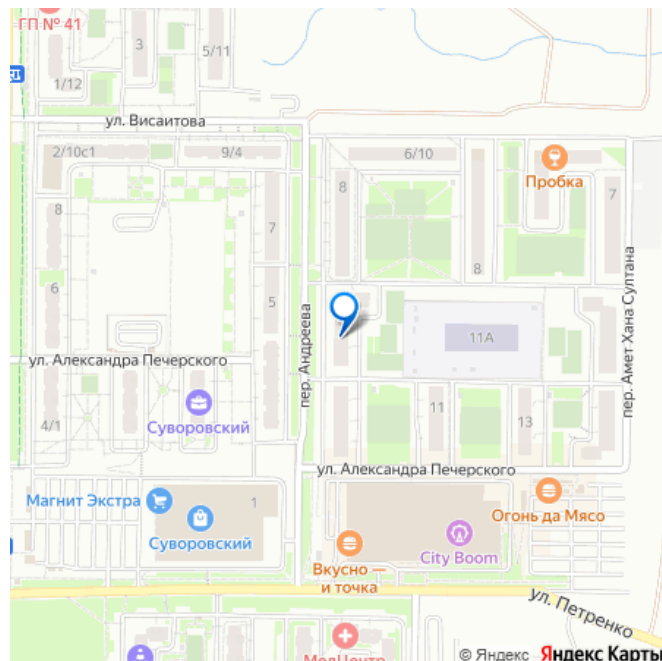 ГП № 41
3
5/11
1/12
ул. Висаитова
2/10с1
9/4
6/10
Пробка
8
7
8
7
8
6
5
пер. Андреева
11А
пер. Амет Хана Султана
ул. Александра Печерского
Суворовский
4/1
11
13
ул. Александра Печерского
Магнит Экстра
1
Суворовский
Огонь да Мясо
City Boom
Вкусно —
и точка
ул. Петренко
МедЦентр
© Яндекс Яндекс Карты